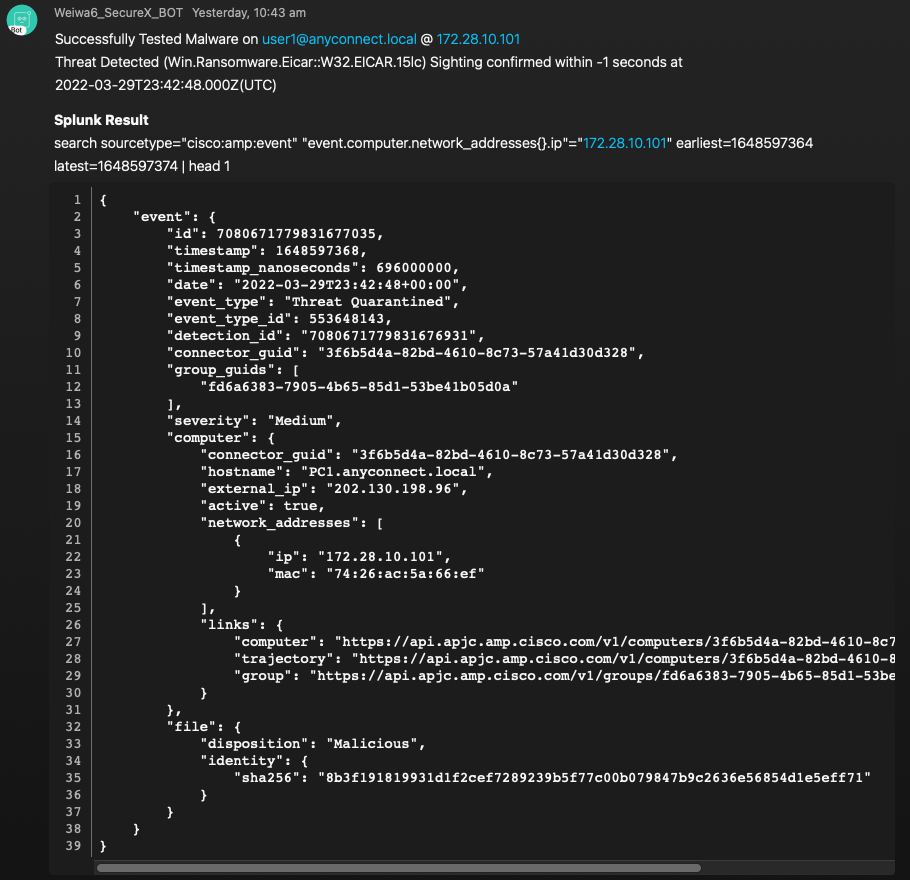 Weiwa6_SecureX_BOT Yesterday, 10:43 am
Bot
Successfully Tested Malware on user1@anyconnect.local @ 172.28.10.101
Threat Detected (Win.Ransomware.Eicar::W32.EICAR.15lc) Sighting confirmed within -1 seconds at
2022-03-29T23:42:48.000Z(UTC)
Splunk Result
search sourcetype="cisco:amp:event" "event.computer.network_addresses{}.ip"="172.28.10.101" earliest=1648597364
latest=1648597374 | head 1
1 {
2 "event": {
3 "id": 7080671779831677035,
4 "timestamp": 1648597368,
5 "timestamp_nanoseconds": 696000000,
6 "date": "2022-03-29T23:42:48+00:00",
7 "event_type": "Threat Quarantined",
8 "event_type_id": 553648143,
9 "detection_id": "7080671779831676931",
10 "connector_guid": "3f6b5d4a-82bd-4610-8c73-57a41d30d328",
11 "group_guids": [
12 "fd6a6383-7905-4b65-85d1-53be41b05d0a"
13 ],
14 "severity": "Medium",
15 "computer": {
16 "connector_guid": "3f6b5d4a-82bd-4610-8c73-57a41d30d328",
17 "hostname": "PC1.anyconnect.local",
18 "external_ip": "202.130.198.96",
19 "active": true,
20 "network_addresses": [
21 {
22 "ip": "172.28.10.101",
23 "mac": "74:26:ac:5a:66:ef"
24 }
25 ],
26 "links": {
27 "computer": "https://api.apjc.amp.cisco.com/v1/computers/3f6b5d4a-82bd-4610-8c7
28 "trajectory": "https://api.apjc.amp.cisco.com/v1/computers/3f6b5d4a-82bd-4610-8
29 "group": "https://api.apjc.amp.cisco.com/v1/groups/fd6a6383-7905-4b65-85d1-53be
30 }
31 },
32 "file": {
33 "disposition": "Malicious",
34 "identity": {
35 "sha256": "8b3f191819931d1f2cef7289239b5f77c00b079847b9c2636e56854d1e5eff71"
36 }
37 }
38 }
39 }